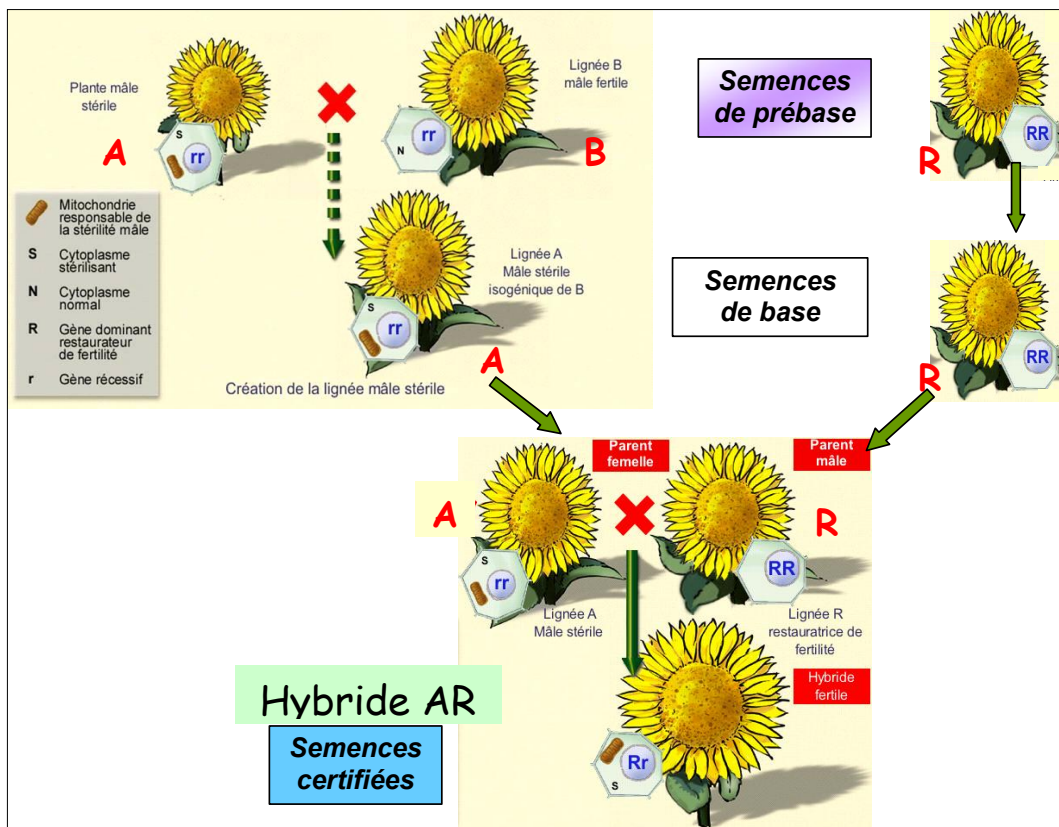 Plante mâle
stérile
A
S
rr
Lignée B
mâle fertile
rr
N
B
Semences
de prébase
RR
R
Mitochondrie
responsable de
la stérilité mâle
S Cytoplasme
stérilisant
N Cytoplasme
normal
R Gène dominant
restaurateur
de fertilité
r Gène récessif
Lignée A
Mâle stérile
isogénique de B
S
rr
A
Création de la lignée mâle stérile
Semences
de base
RR
R
Parent
femelle
Parent
mâle
A
R
S
rr
RR
Lignée A
Mâle stérile
Lignée R
restauratrice de
fertilité
Hybride
fertile
Hybride AR
Semences
certifiées
Rr
S